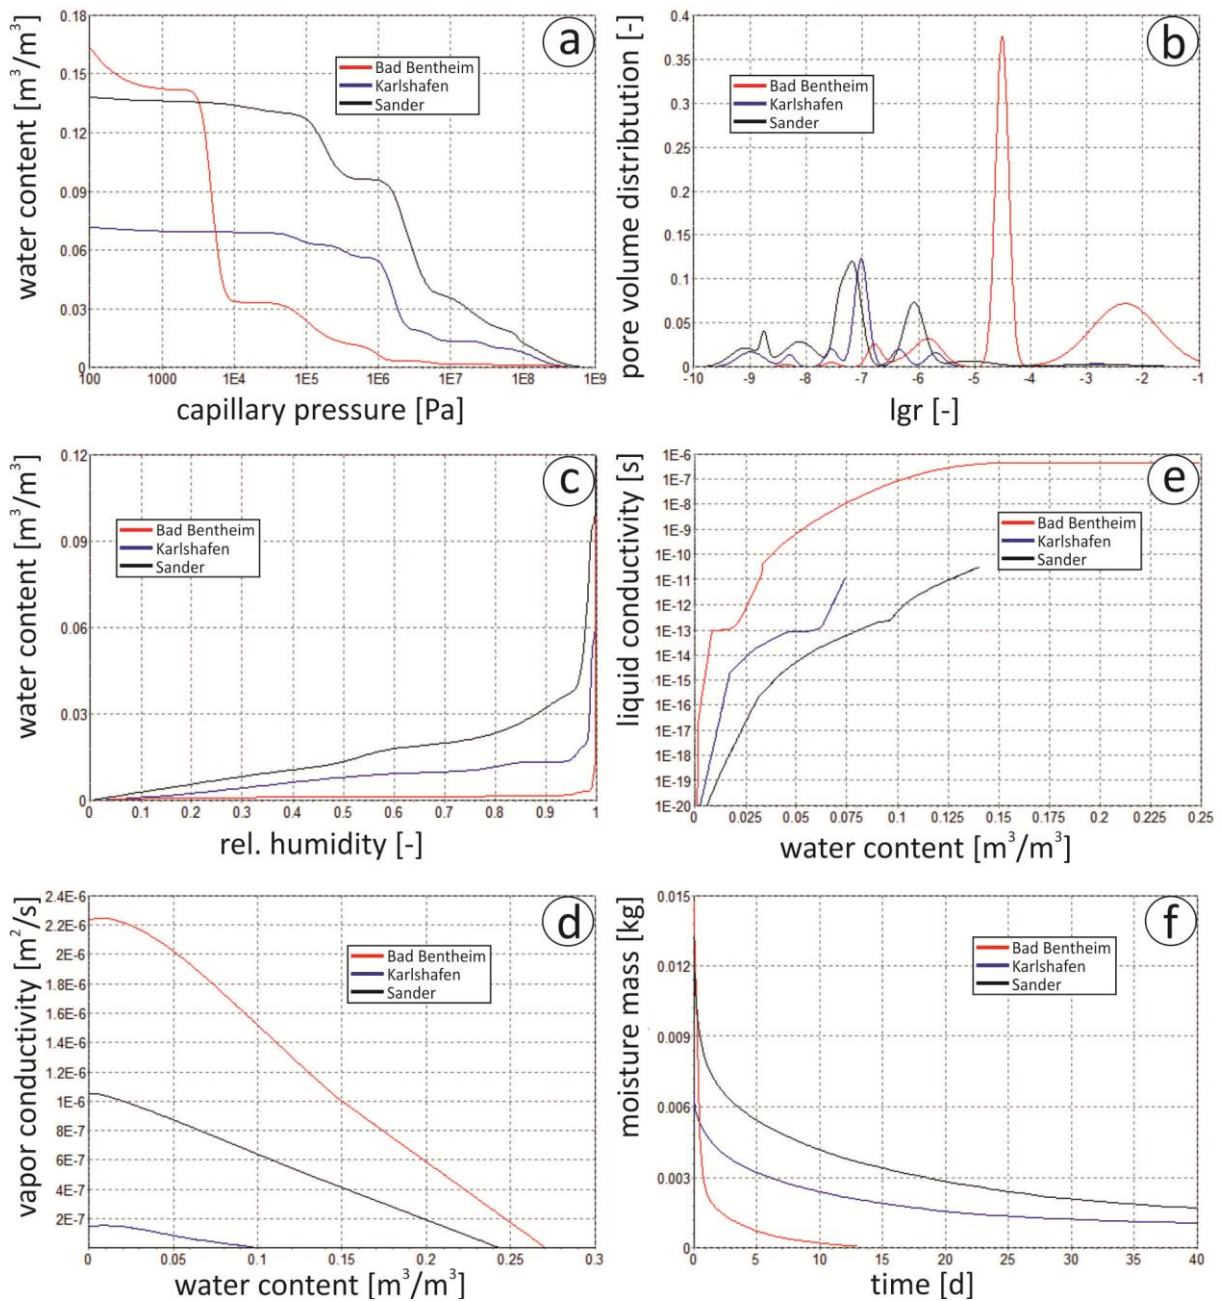 a
water content [m³/m³]
0.18
0.15
0.12
0.09
0.06
0.03
0
100 1000 1E4 1E5 1E6 1E7 1E8 1E9
capillary pressure [Pa]
Bad Bentheim
Karlshafen
Sander
b
pore volume distribtution [-]
0.4
0.35
0.3
0.25
0.2
0.15
0.1
0.05
0
-10 -9 -8 -7 -6 -5 -4 -3 -2 -1
lgr [-]
Bad Bentheim
Karlshafen
Sander
c
water content [m³/m³]
0.12
0.09
0.06
0.03
0
0 0.1 0.2 0.3 0.4 0.5 0.6 0.7 0.8 0.9 1
rel. humidity [-]
Bad Bentheim
Karlshafen
Sander
e
liquid conductivity [s]
1E-6
1E-7
1E-8
1E-9
1E-10
1E-11
1E-12
1E-13
1E-14
1E-15
1E-16
1E-17
1E-18
1E-19
1E-20
0 0.025 0.05 0.075 0.1 0.125 0.15 0.175 0.2 0.225 0.25
water content [m³/m³]
Bad Bentheim
Karlshafen
Sander
d
vapor conductivity [m²/s]
2.4E-6
2.2E-6
2E-6
1.8E-6
1.6E-6
1.4E-6
1.2E-6
1E-6
8E-7
6E-7
4E-7
2E-7
0 0.05 0.1 0.15 0.2 0.25 0.3
water content [m³/m³]
Bad Bentheim
Karlshafen
Sander
f
moisture mass [kg]
0.015
0.012
0.009
0.006
0.003
0
0 5 10 15 20 25 30 35 40
time [d]
Bad Bentheim
Karlshafen
Sander